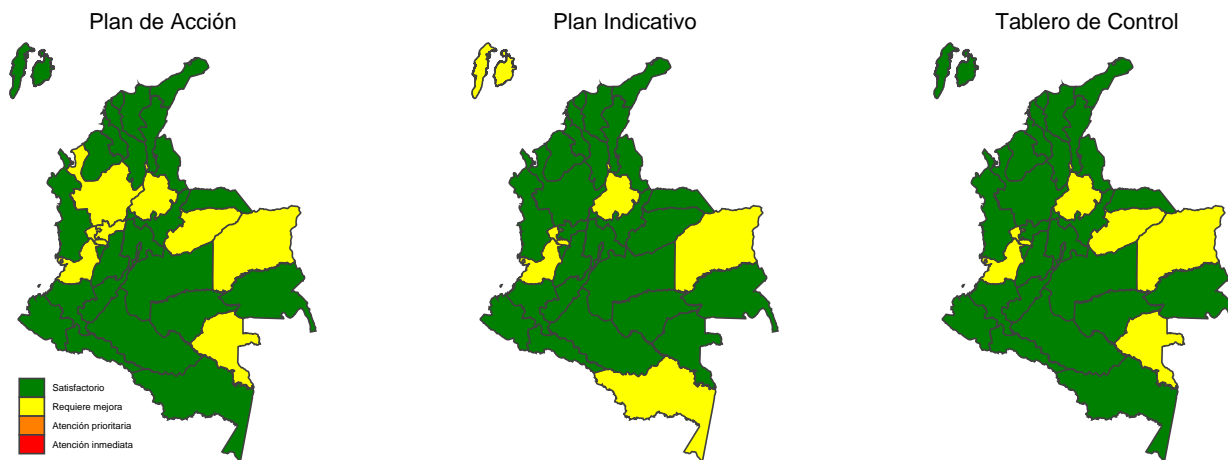 Plan de Acción
Plan Indicativo
Tablero de Control
Satisfactorio
Requiere mejora
Atención prioritaria
Atención inmediata